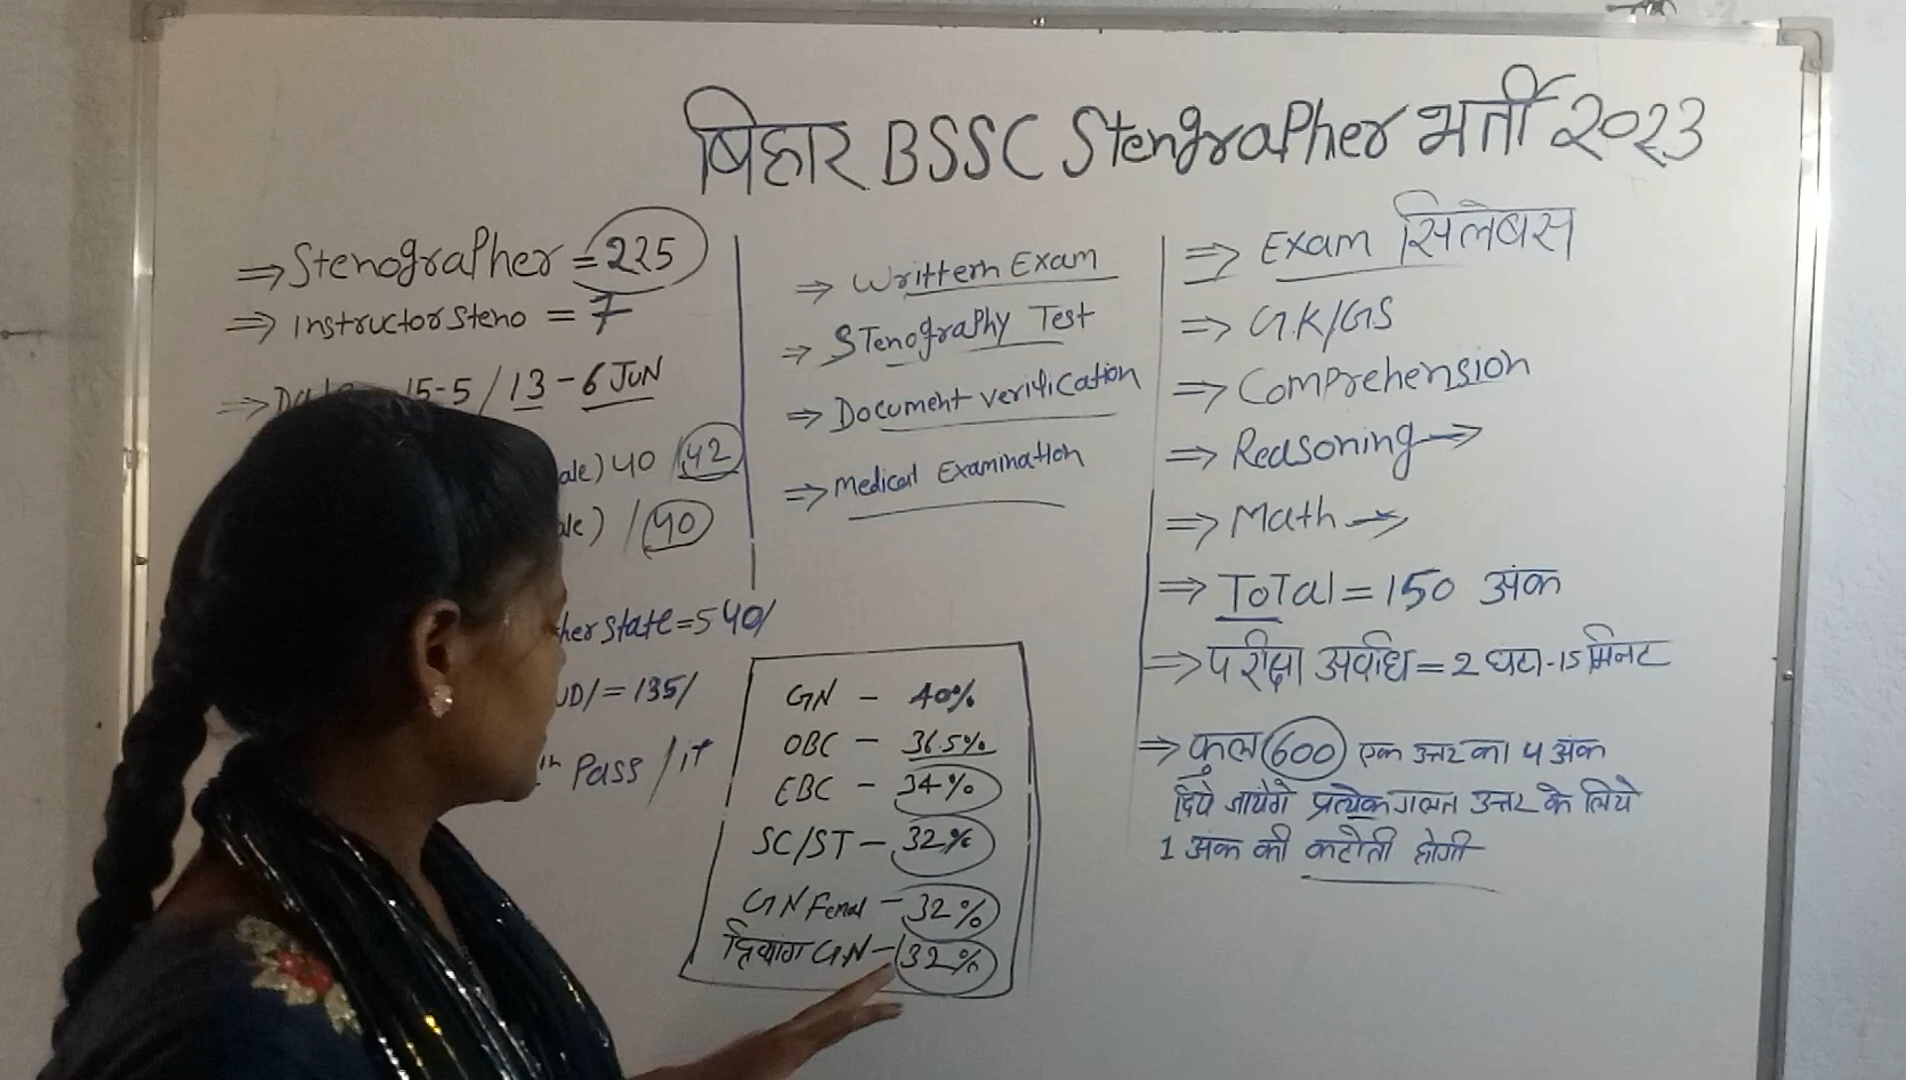 बिहार BSSC Stengrapher भर्ती 2023
⇒ Stenographer = 225
⇒ Instructor Steno = 7
⇒ 15-5 / 13 - 6 JUN
ale) 40 / 42
ale) / 40
her State = 540/
UD/ = 135/
Pass / it
⇒ Writtern Exam
⇒ Stenography Test
⇒ Document verification
⇒ Medical Examination
GN - 40%
OBC - 36.5%
EBC - 34%
SC/ST - 32%
GN Femal - 32%
GN - 32%
⇒ Exam सिलेबस
⇒ G.K/GS
⇒ Comprehension
⇒ Reasoning →
⇒ Math →
⇒ Total = 150 अंक
⇒ परीक्षा अवधि = 2 घंटा - 15 मिनट
⇒ कुल 600 एक उत्तर का 4 अंक
दिये जायेगे प्रत्येक गलत उत्तर के लिये
1 अंक की कटौती होगी